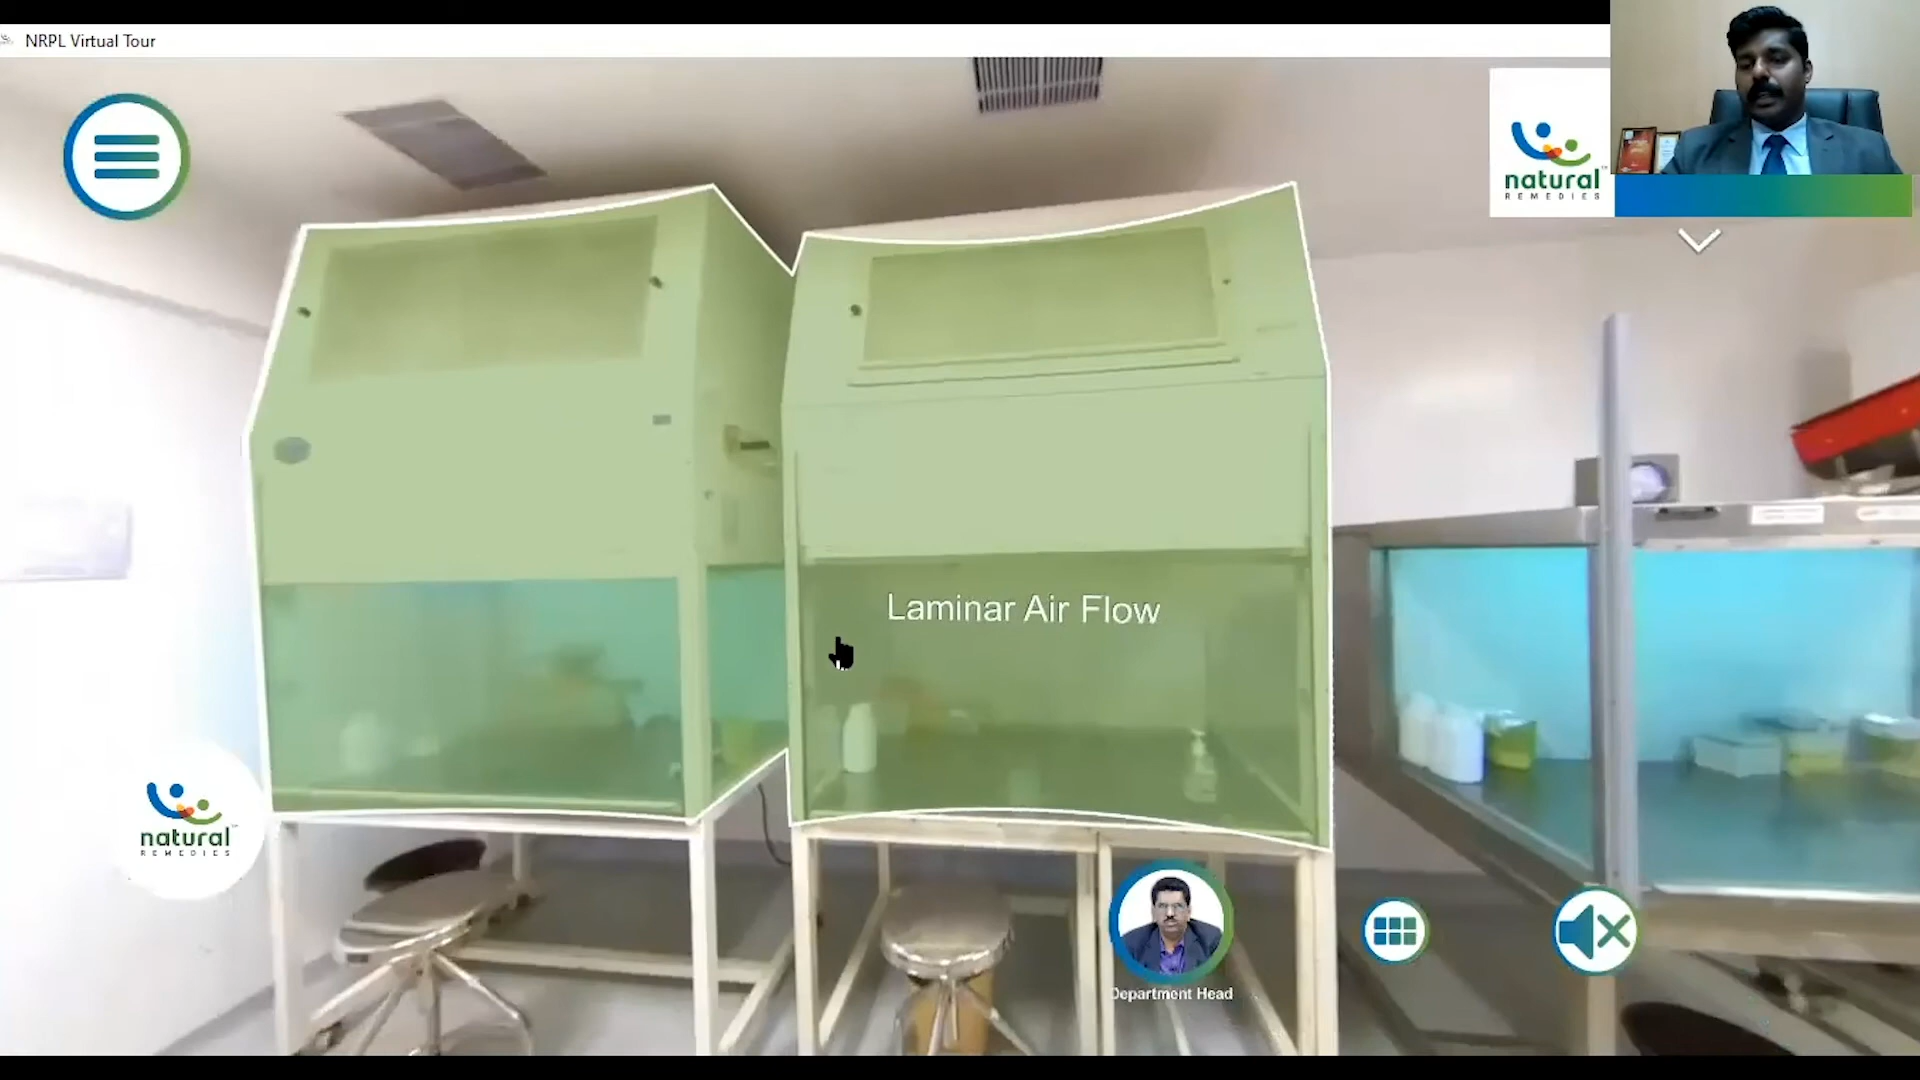 NRPL Virtual Tour
natural
REMEDIES
Laminar Air Flow
natural
REMEDIES
Department Head